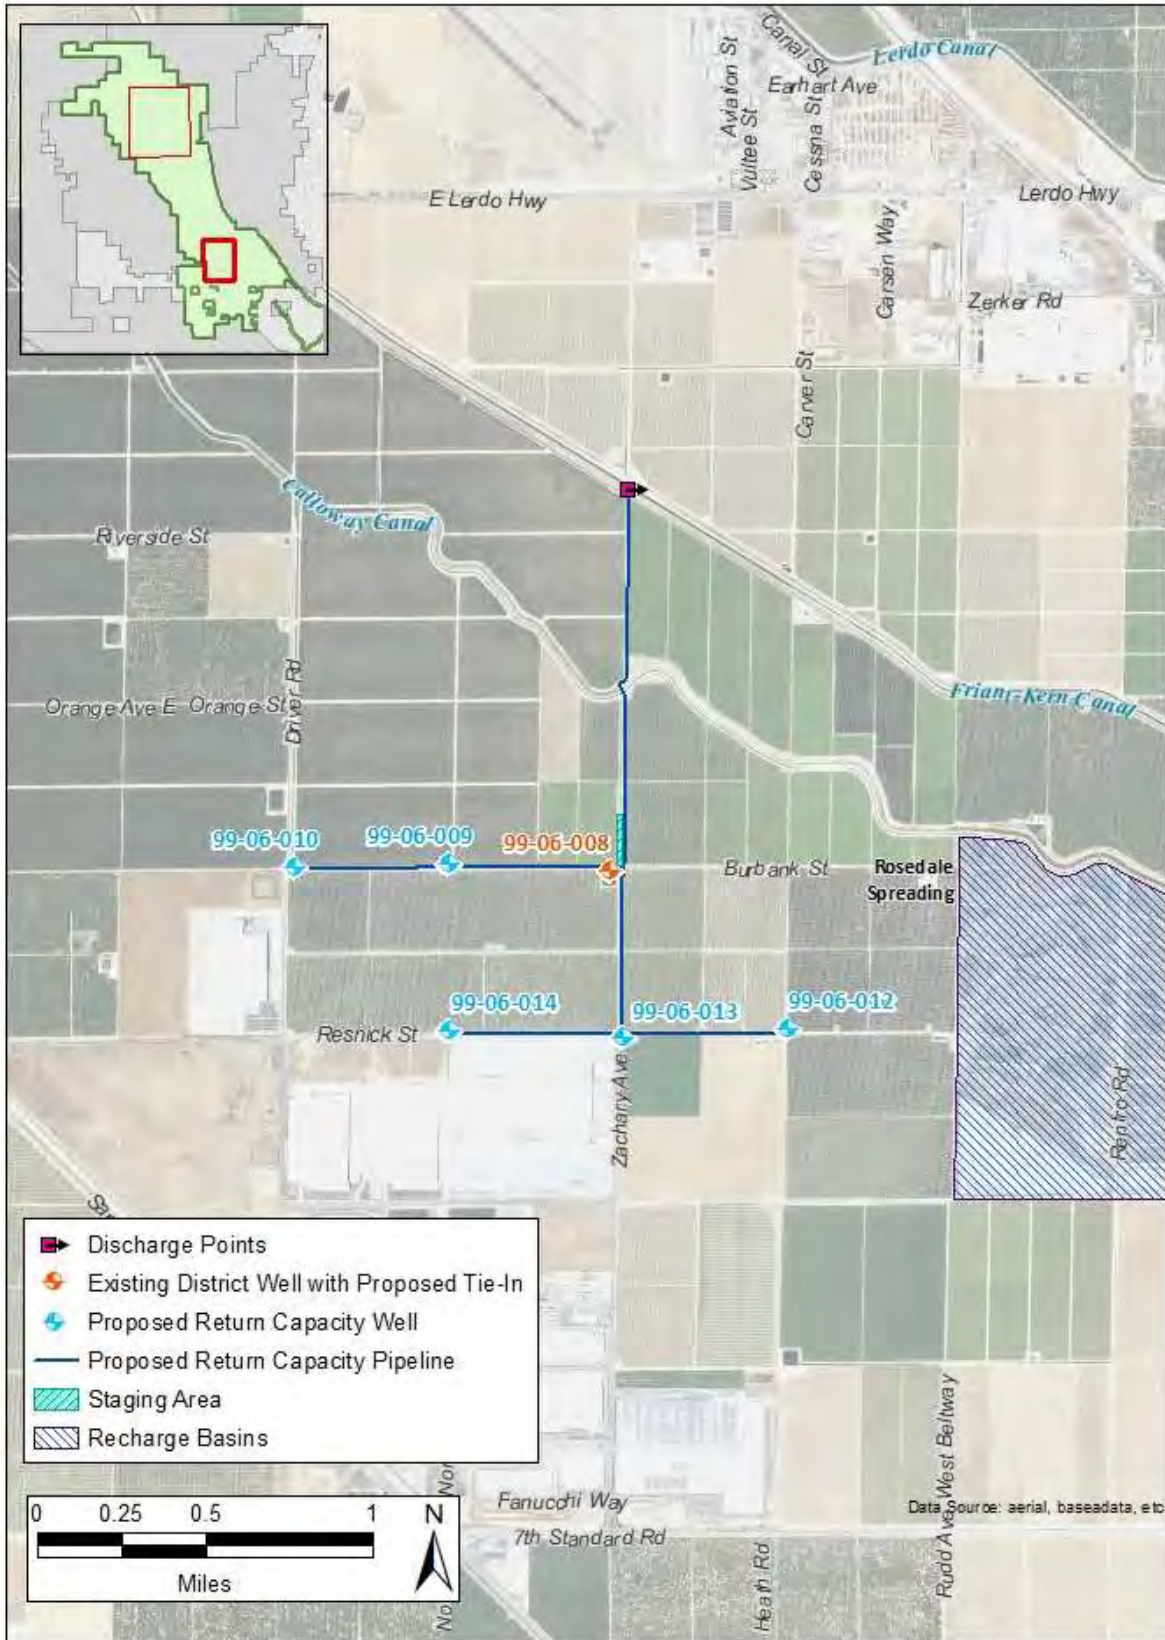 Canal St
Lerdo Canal
Aviation St
Vultee St
Earhart Ave
Cessna St
E Lerdo Hwy
Lerdo Hwy
Carsen Way
Zerker Rd
Carver St
Calloway Canal
Riverside St
Driver Rd
Orange Ave E
Orange St
Friant-Kern Canal
99-06-010
99-06-009
99-06-008
Burbank St
Rosedale
Spreading
99-06-014
99-06-013
99-06-012
Resnick St
Zachary Ave
Renfro Rd
Discharge Points
Existing District Well with Proposed Tie-In
Proposed Return Capacity Well
Proposed Return Capacity Pipeline
Staging Area
Recharge Basins
Rudd Ave
West Beltway
Heath Rd
Fanucchi Way
7th Standard Rd
Data Source: aerial, baseadata, etc
0 0.25 0.5 1
Miles
N